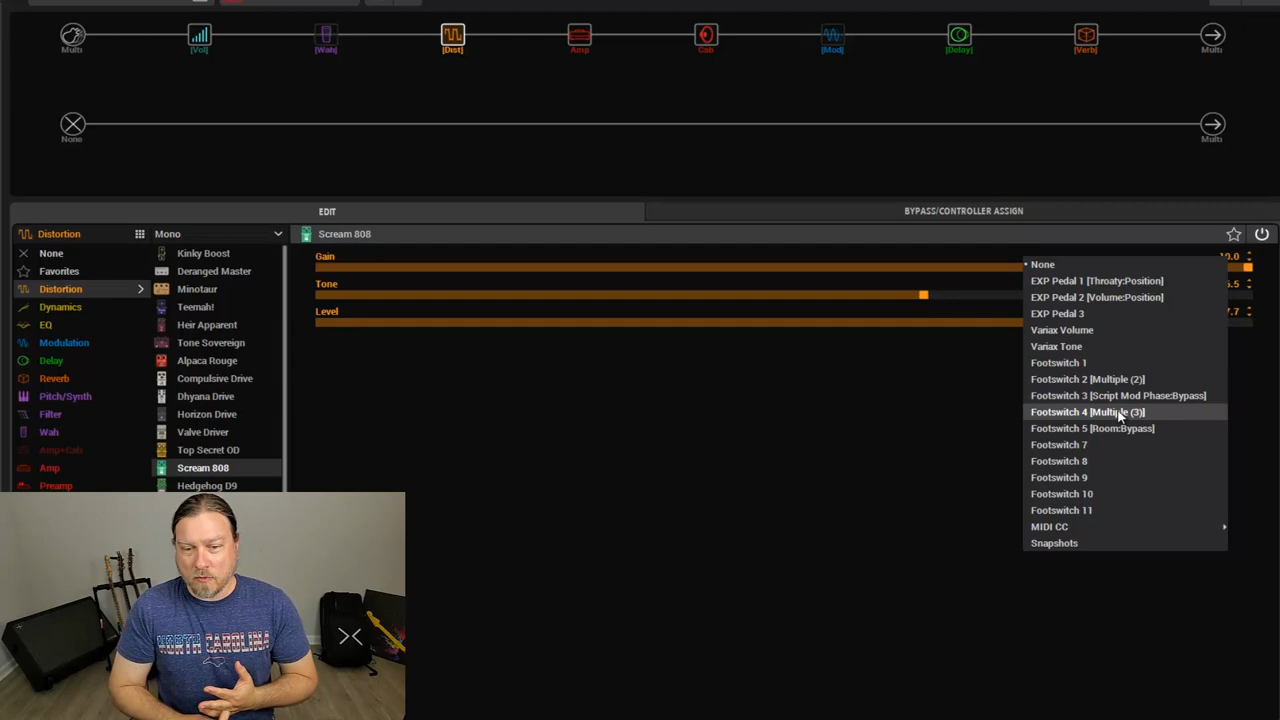 Multi
[Vol]
[Wah]
[Dist]
Amp
Cab
[Mod]
[Delay]
[Verb]
Multi
None
Multi
EDIT
BYPASS/CONTROLLER ASSIGN
Distortion
Mono
Scream 808
None
Favorites
Distortion
Dynamics
EQ
Modulation
Delay
Reverb
Pitch/Synth
Filter
Wah
Amp+Cab
Amp
Preamp
Kinky Boost
Deranged Master
Minotaur
Teemah!
Heir Apparent
Tone Sovereign
Alpaca Rouge
Compulsive Drive
Dhyana Drive
Horizon Drive
Valve Driver
Top Secret OD
Scream 808
Hedgehog D9
Gain
10.0
Tone
Level
None
EXP Pedal 1 [Throaty:Position]
EXP Pedal 2 [Volume:Position]
EXP Pedal 3
Variax Volume
Variax Tone
Footswitch 1
Footswitch 2 [Multiple (2)]
Footswitch 3 [Script Mod Phase:Bypass]
Footswitch 4 [Multiple (3)]
Footswitch 5 [Room:Bypass]
Footswitch 7
Footswitch 8
Footswitch 9
Footswitch 10
Footswitch 11
MIDI CC
Snapshots
NORTH CAROLINA